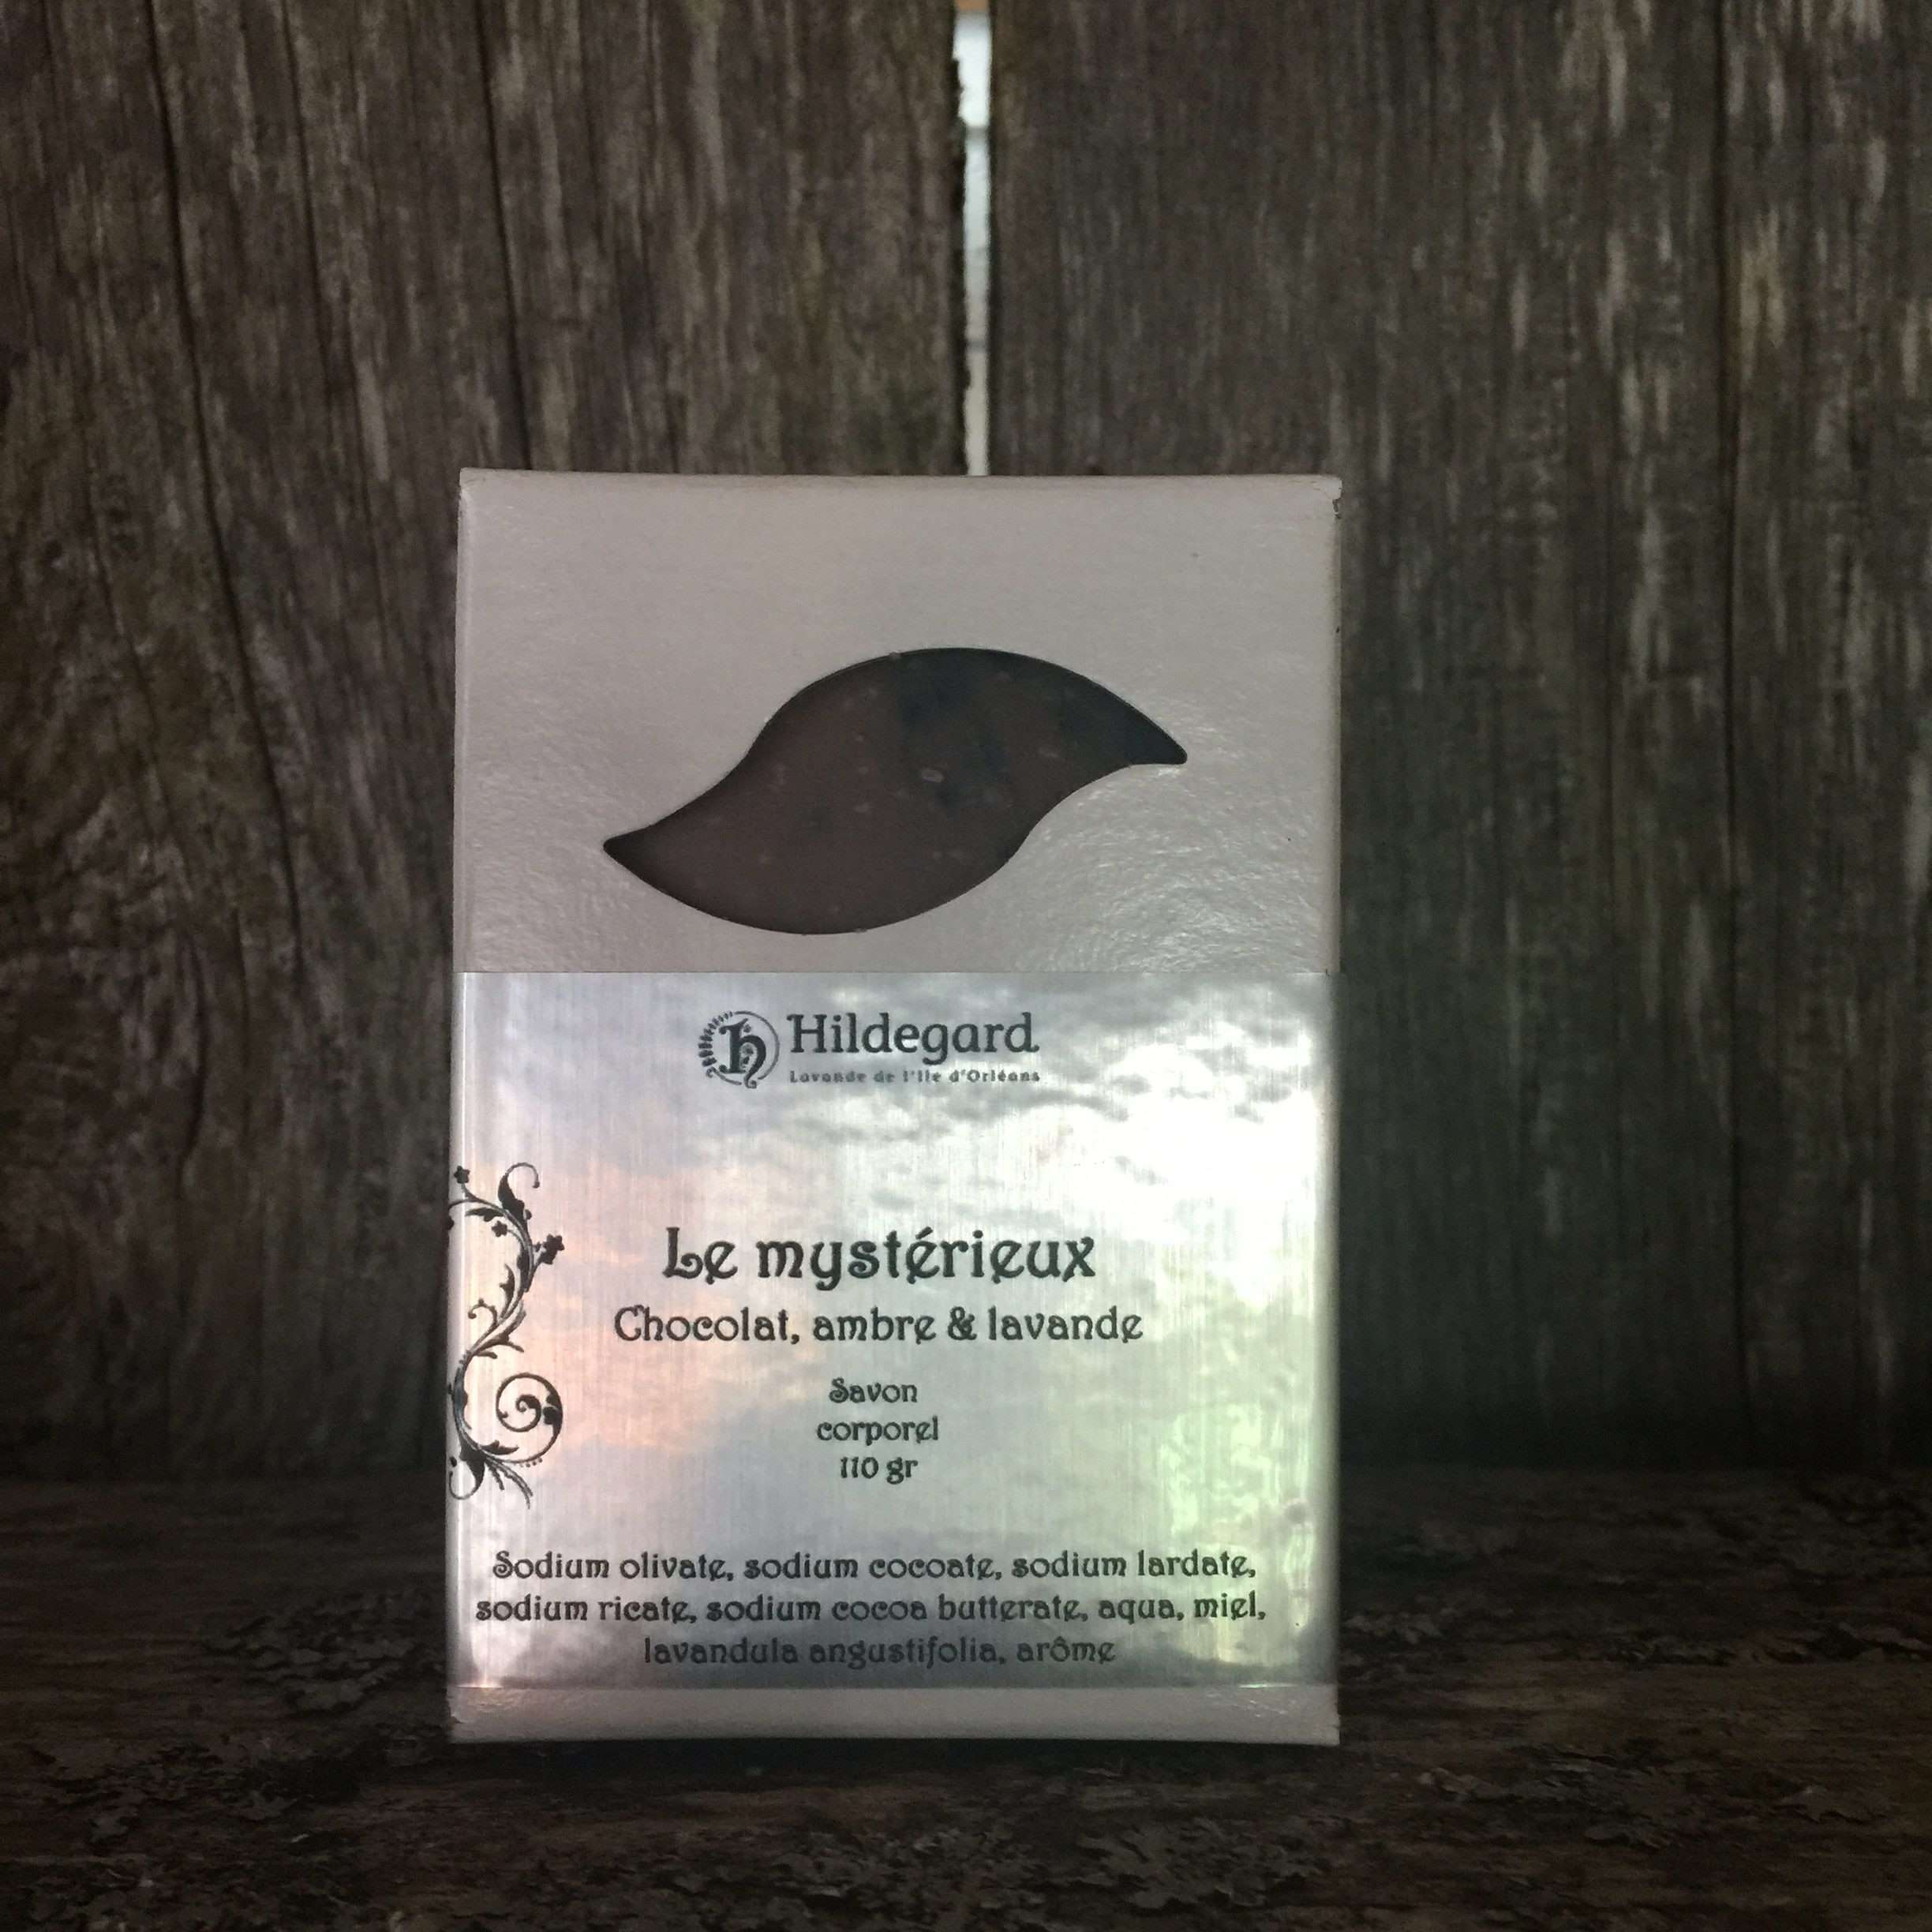 Hildegard
Lavande de l'Ile d'Orléans
Le mystérieux
Chocolat, ambre & lavande
Savon
corporel
110 gr
Sodium olivate, sodium cocoate, sodium lardate,
sodium ricate, sodium cocoa butterate, aqua, miel,
lavandula angustifolia, arôme